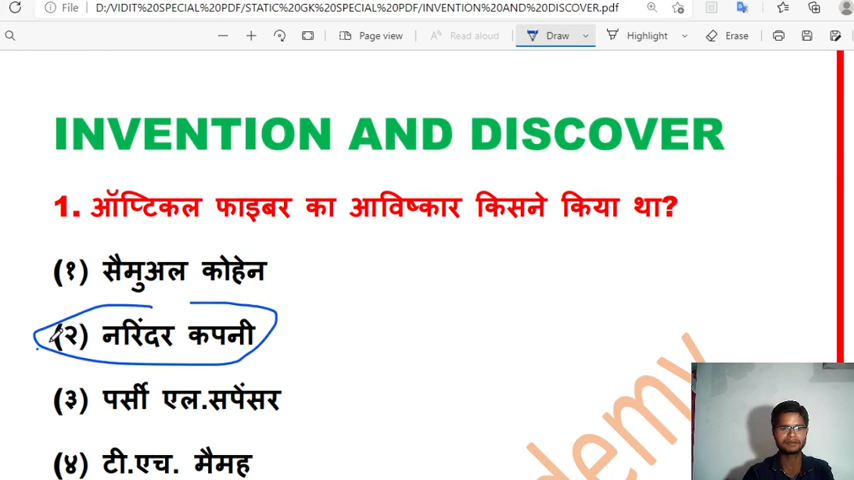 File
D:/VIDIT%20SPECIAL%20PDF/STATIC%20GK%20SPECIAL%20PDF/INVENTION%20AND%20DISCOVER.pdf
Page view
Read aloud
Draw
Highlight
Erase
INVENTION AND DISCOVER
1. ऑप्टिकल फाइबर का आविष्कार किसने किया था?
(१) सैमुअल कोहेन
(२) नरिंदर कपनी
(३) पर्सी एल.सपेंसर
(४) टी.एच. मैमह
demy